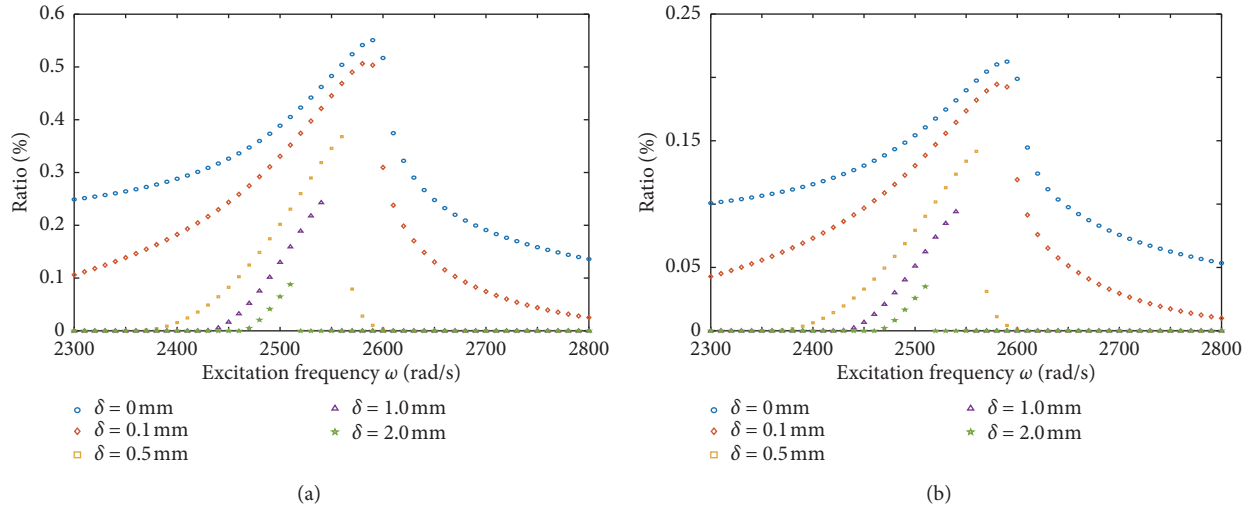 0.6
0.5
0.4
0.3
0.2
0.1
0
Ratio (%)
2300 2400 2500 2600 2700 2800
Excitation frequency ω (rad/s)
δ = 0 mm
δ = 0.1 mm
δ = 0.5 mm
δ = 1.0 mm
δ = 2.0 mm
(a)
0.25
0.15
0.05
0
Ratio (%)
2300 2400 2500 2600 2700 2800
Excitation frequency ω (rad/s)
δ = 0 mm
δ = 0.1 mm
δ = 0.5 mm
δ = 1.0 mm
δ = 2.0 mm
(b)